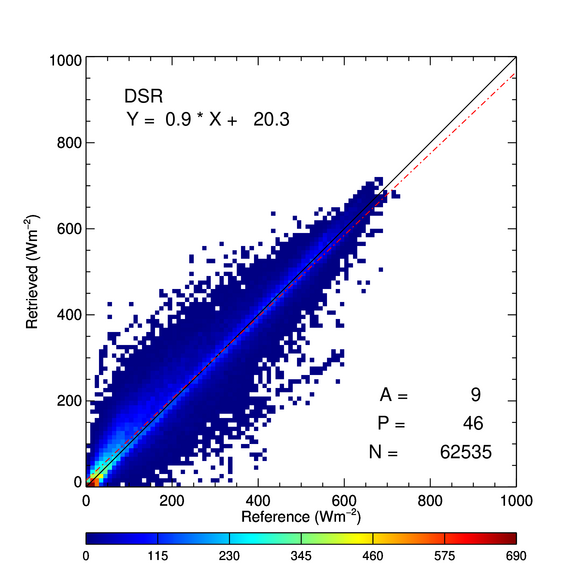 1000
800
600
400
200
0
Retrieved (Wm⁻²)
DSR
Y = 0.9 * X + 20.3
A = 9
P = 46
N = 62535
0 200 400 600 800 1000
Reference (Wm⁻²)
0 115 230 345 460 575 690